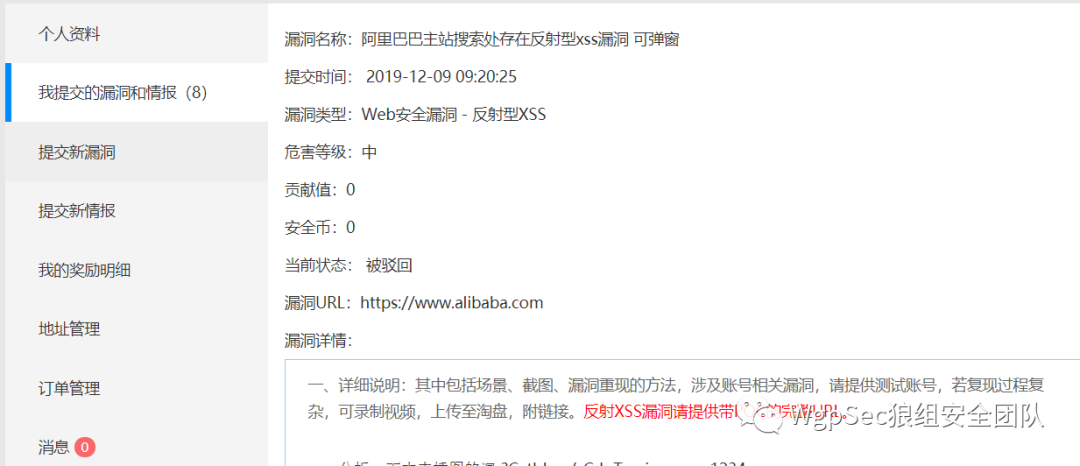 个人资料
我提交的漏洞和情报（8）
提交新漏洞
提交新情报
我的奖励明细
地址管理
订单管理
消息 0
漏洞名称：阿里巴巴主站搜索处存在反射型xss漏洞 可弹窗
提交时间： 2019-12-09 09:20:25
漏洞类型：Web安全漏洞 - 反射型XSS
危害等级：中
贡献值：0
安全币：0
当前状态： 被驳回
漏洞URL：https://www.alibaba.com
漏洞详情：
一、详细说明：其中包括场景、截图、漏洞重现的方法，涉及账号相关漏洞，请提供测试账号，若复现过程复
杂，可录制视频，上传至淘盘，附链接。反射XSS漏洞请提供带
WgpSec狼组安全团队